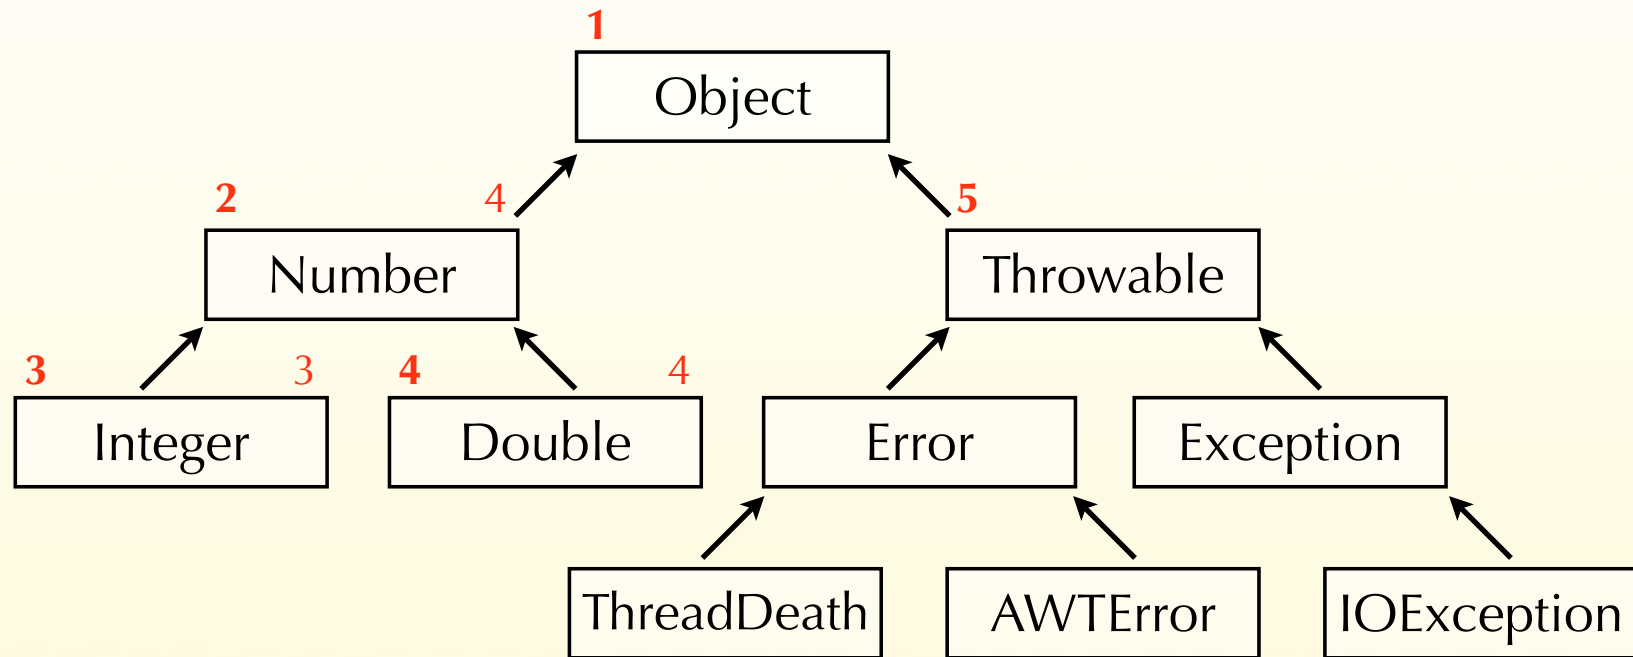 1
Object
2 4 5
Number Throwable
3 3 4 4
Integer Double Error Exception
ThreadDeath AWTError IOException